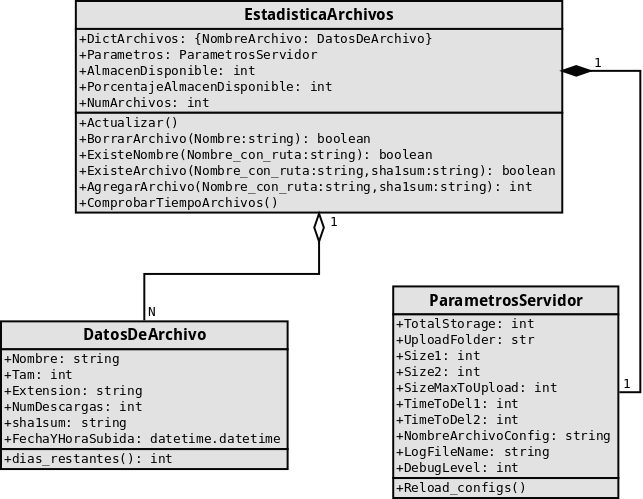 EstadisticaArchivos
+DictArchivos: {NombreArchivo: DatosDeArchivo}
+Parametros: ParametrosServidor
+AlmacenDisponible: int
+PorcentajeAlmacenDisponible: int
+NumArchivos: int
+Actualizar()
+BorrarArchivo(Nombre:string): boolean
+ExisteNombre(Nombre_con_ruta:string): boolean
+ExisteArchivo(Nombre_con_ruta:string,sha1sum:string): boolean
+AgregarArchivo(Nombre_con_ruta:string,sha1sum:string): int
+ComprobarTiempoArchivos()
1
1
N
DatosDeArchivo
+Nombre: string
+Tam: int
+Extension: string
+NumDescargas: int
+sha1sum: string
+FechaYHoraSubida: datetime.datetime
+dias_restantes(): int
ParametrosServidor
+TotalStorage: int
+UploadFolder: str
+Size1: int
+Size2: int
+SizeMaxToUpload: int
+TimeToDel1: int
+TimeToDel2: int
+NombreArchivoConfig: string
+LogFileName: string
+DebugLevel: int
+Reload_configs()
1